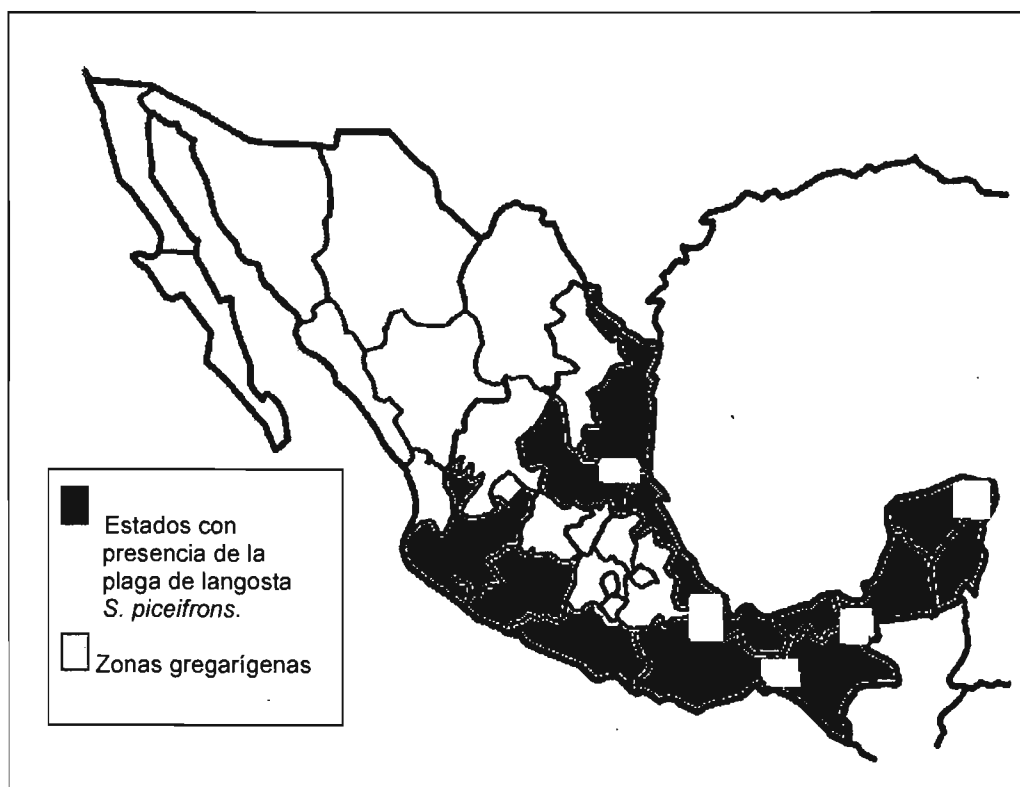 Estados con
presencia de la
plaga de langosta
S. piceifrons.
Zonas gregarígenas